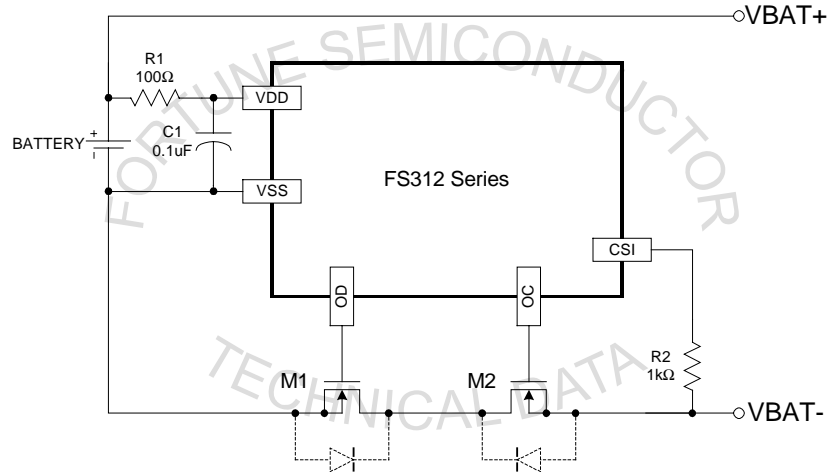 VBAT+
R1
100Ω
FORTUNE SEMICONDUCTOR
VDD
C1
0.1uF
+
BATTERY
-
VSS
FS312 Series
CSI
OD
OC
R2
1kΩ
TECHNICAL DATA
M1
M2
VBAT-